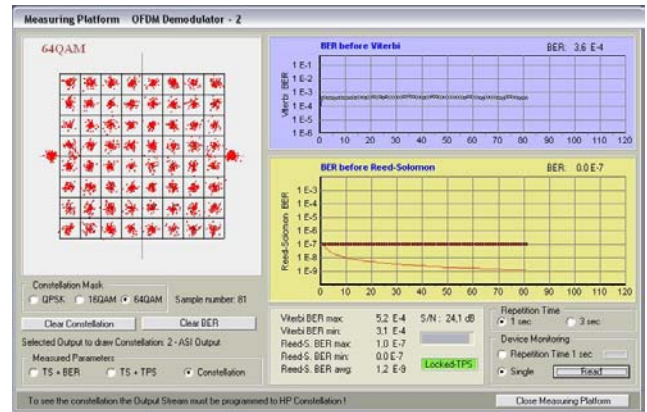 Measuring Platform OFDM Demodulator - 2
64QAM
BER before Viterbi BER: 3.6 E-4
Viterbi BER
1 E-1
1 E-2
1 E-3
1 E-4
1 E-5
1 E-6
0 10 20 30 40 50 60 70 80 90 100 110 120
BER before Reed-Solomon BER: 0.0 E-7
Reed-Solomon BER
1 E-3
1 E-4
1 E-5
1 E-6
1 E-7
1 E-8
1 E-9
0 10 20 30 40 50 60 70 80 90 100 110 120
Constellation Mask
QPSK 16QAM 64QAM Sample number: 81
Clear Constellation Clear BER
Selected Output to draw Constellation: 2 - ASI Output
Measured Parameters
TS + BER TS + TPS Constellation
Viterbi BER max: 5.2 E-4 S/N : 24,1 dB
Viterbi BER min: 3.1 E-4
Reed-S. BER max: 1.0 E-7
Reed-S. BER min: 0.0 E-7
Reed-S. BER awg: 1.2 E-9
Locked-TPS
Repetition Time
1 sec 3 sec
Device Monitoring
Repetition Time 1 sec
Single Read
To see the constellation the Output Stream must be programmed to HP Constellation !
Close Measuring Platform